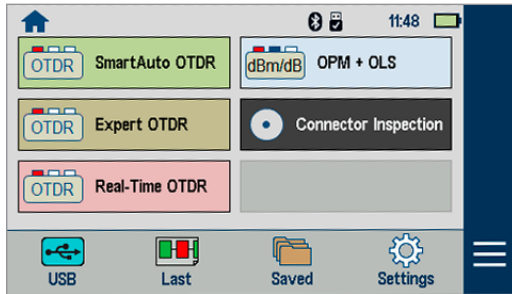 11:48
OTDR SmartAuto OTDR
dBm/dB OPM + OLS
OTDR Expert OTDR
Connector Inspection
OTDR Real-Time OTDR
USB
Last
Saved
Settings